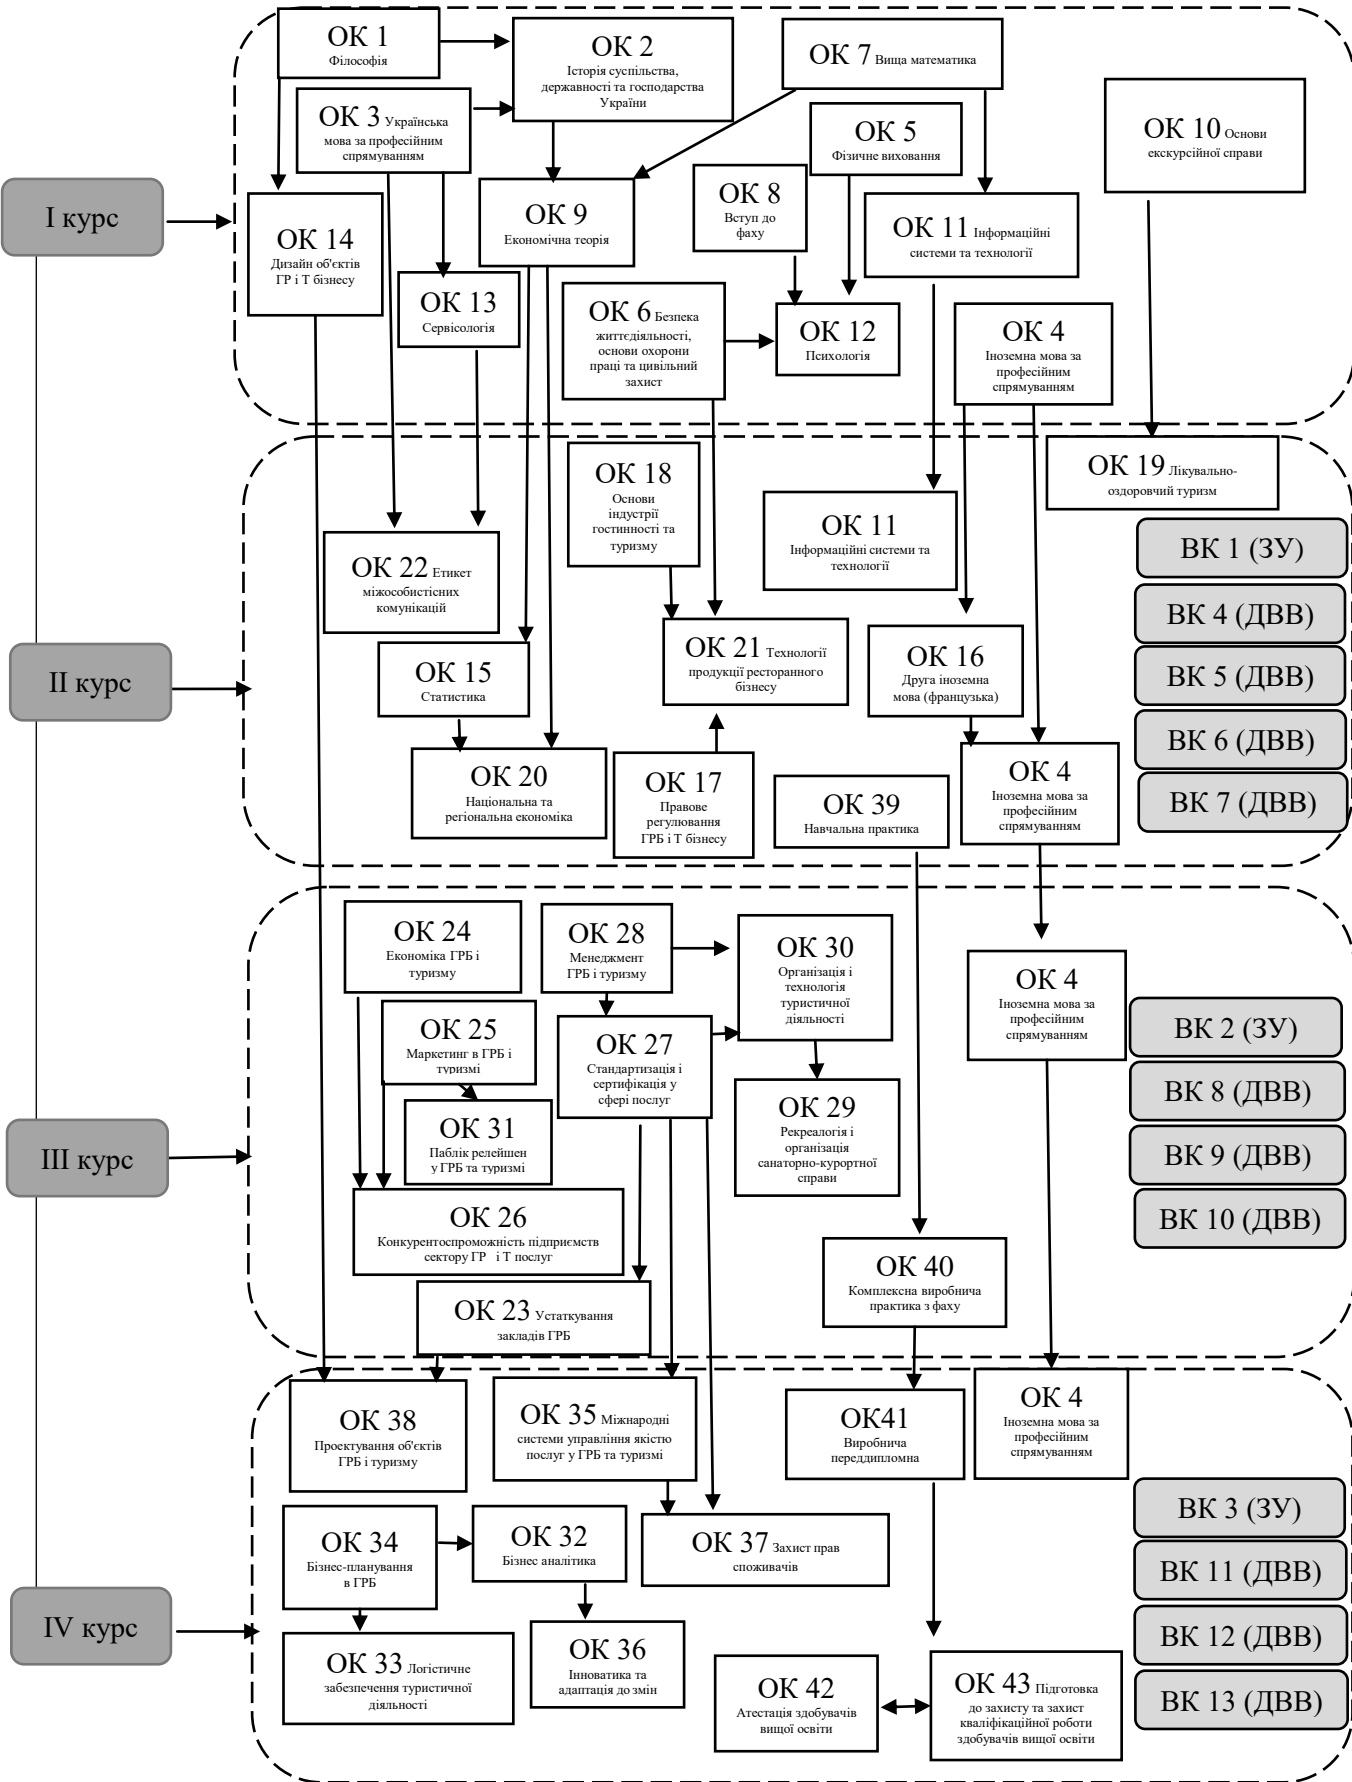 І курс
ОК 1
Філософія
ОК 2
Історія суспільства,
державності та господарства
України
ОК 7 Вища математика
ОК 3 Українська
мова за професійним
спрямуванням
ОК 5
Фізичне виховання
ОК 10 Основи
екскурсійної справи
ОК 14
Дизайн об'єктів
ГР і Т бізнесу
ОК 9
Економічна теорія
ОК 8
Вступ до
фаху
ОК 11 Інформаційні
системи та технології
ОК 13
Сервісологія
ОК 6 Безпека
життєдіяльності,
основи охорони
праці та цивільний
захист
ОК 12
Психологія
ОК 4
Іноземна мова за
професійним
спрямуванням
ІІ курс
ОК 18
Основи
індустрії
гостинності та
туризму
ОК 19 Лікувально-
оздоровчий туризм
ОК 11
Інформаційні системи та
технології
ОК 22 Етикет
міжособистісних
комунікацій
ВК 1 (ЗУ)
ВК 4 (ДВВ)
ВК 5 (ДВВ)
ВК 6 (ДВВ)
ВК 7 (ДВВ)
ОК 15
Статистика
ОК 21 Технології
продукції ресторанного
бізнесу
ОК 16
Друга іноземна
мова (французька)
ОК 20
Національна та
регіональна економіка
ОК 17
Правове
регулювання
ГРБ і Т бізнесу
ОК 39
Навчальна практика
ОК 4
Іноземна мова за
професійним
спрямуванням
ІІІ курс
ОК 24
Економіка ГРБ і
туризму
ОК 28
Менеджмент
ГРБ і туризму
ОК 30
Організація і
технологія
туристичної
діяльності
ОК 4
Іноземна мова за
професійним
спрямуванням
ОК 25
Маркетинг в ГРБ і
туризмі
ОК 27
Стандартизація і
сертифікація у
сфері послуг
ОК 31
Паблік релейшен
у ГРБ та туризмі
ОК 29
Рекреалогія і
організація
санаторно-курортної
справи
ВК 2 (ЗУ)
ВК 8 (ДВВ)
ВК 9 (ДВВ)
ВК 10 (ДВВ)
ОК 26
Конкурентоспроможність підприємств
сектору ГР і Т послуг
ОК 23 Устаткування
закладів ГРБ
ОК 40
Комплексна виробнича
практика з фаху
IV курс
ОК 38
Проектування об'єктів
ГРБ і туризму
ОК 35 Міжнародні
системи управління якістю
послуг у ГРБ та туризмі
ОК41
Виробнича
переддипломна
ОК 4
Іноземна мова за
професійним
спрямуванням
ОК 34
Бізнес-планування
в ГРБ
ОК 32
Бізнес аналітика
ОК 37 Захист прав
споживачів
ВК 3 (ЗУ)
ВК 11 (ДВВ)
ВК 12 (ДВВ)
ВК 13 (ДВВ)
ОК 33 Логістичне
забезпечення туристичної
діяльності
ОК 36
Інноватика та
адаптація до змін
ОК 42
Атестація здобувачів
вищої освіти
ОК 43 Підготовка
до захисту та захист
кваліфікаційної роботи
здобувачів вищої освіти